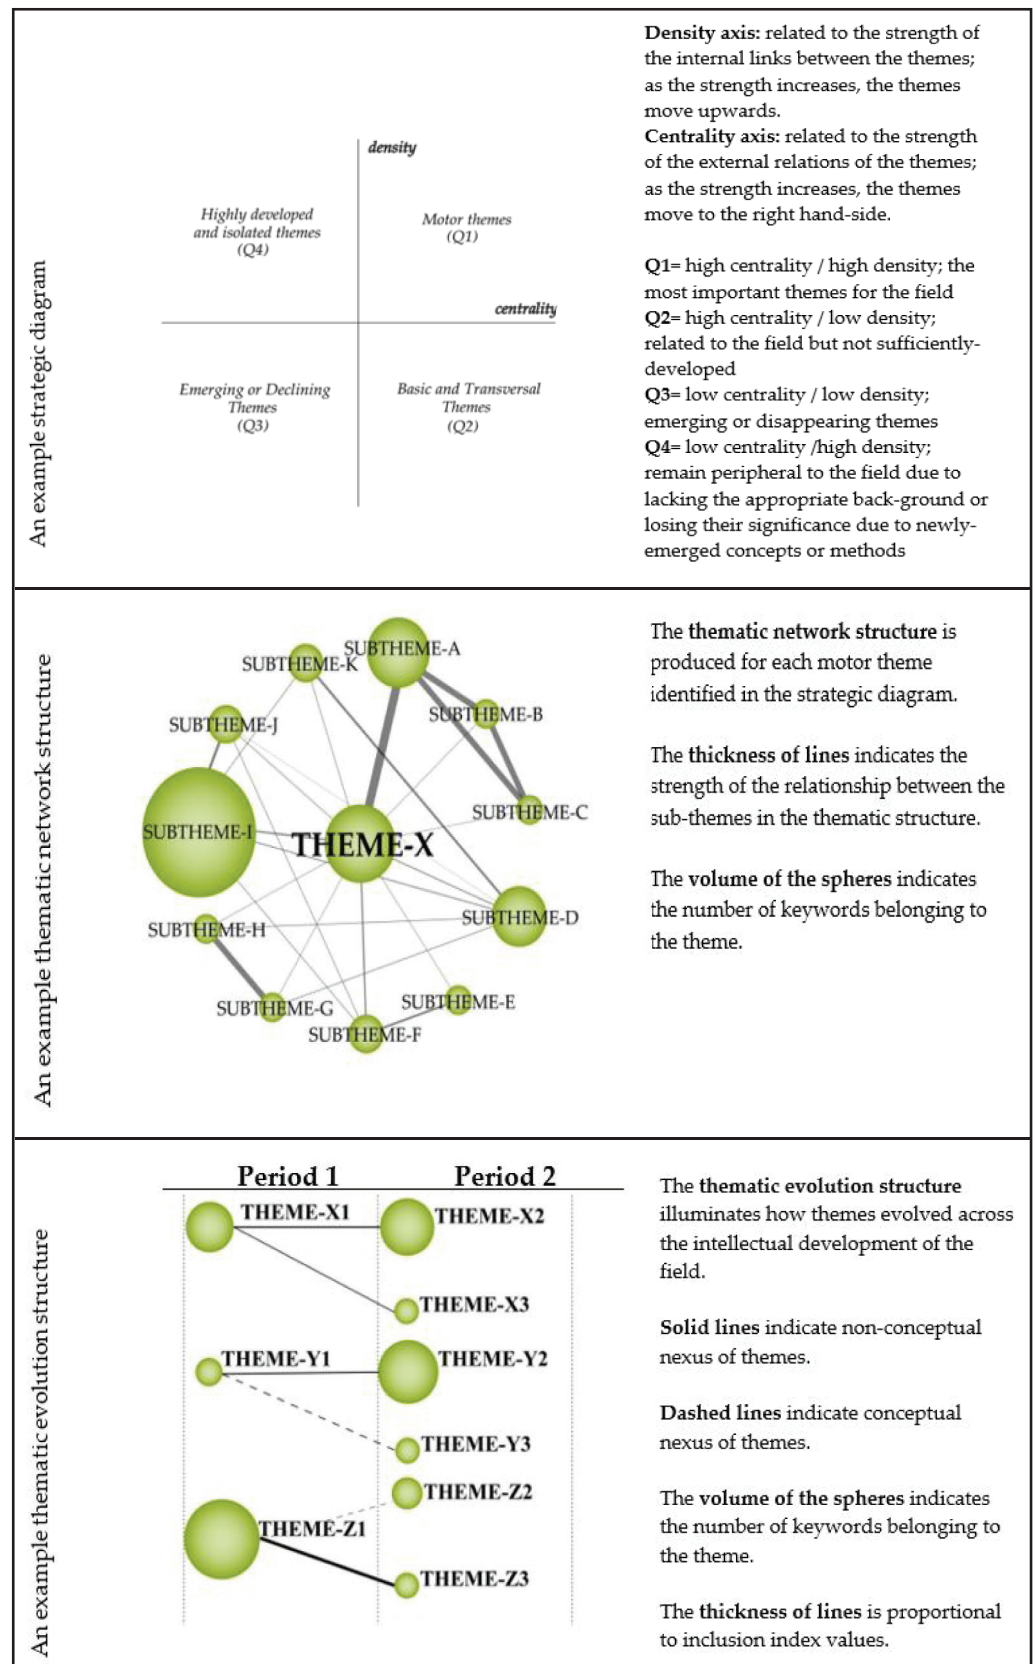 An example strategic diagram
density
Highly developed
and isolated themes
(Q4)
Motor themes
(Q1)
centrality
Emerging or Declining
Themes
(Q3)
Basic and Transversal
Themes
(Q2)
Density axis: related to the strength of
the internal links between the themes;
as the strength increases, the themes
move upwards.
Centrality axis: related to the strength
of the external relations of the themes;
as the strength increases, the themes
move to the right hand-side.
Q1= high centrality / high density; the
most important themes for the field
Q2= high centrality / low density;
related to the field but not sufficiently-
developed
Q3= low centrality / low density;
emerging or disappearing themes
Q4= low centrality /high density;
remain peripheral to the field due to
lacking the appropriate back-ground or
losing their significance due to newly-
emerged concepts or methods
An example thematic network structure
SUBTHEME-A
SUBTHEME-K
SUBTHEME-B
SUBTHEME-J
SUBTHEME-C
SUBTHEME-I
THEME-X
SUBTHEME-D
SUBTHEME-H
SUBTHEME-E
SUBTHEME-G
SUBTHEME-F
The thematic network structure is
produced for each motor theme
identified in the strategic diagram.
The thickness of lines indicates the
strength of the relationship between the
sub-themes in the thematic structure.
The volume of the spheres indicates
the number of keywords belonging to
the theme.
An example thematic evolution structure
Period 1
Period 2
THEME-X1
THEME-X2
THEME-X3
THEME-Y1
THEME-Y2
THEME-Y3
THEME-Z2
THEME-Z1
THEME-Z3
The thematic evolution structure
illuminates how themes evolved across
the intellectual development of the
field.
Solid lines indicate non-conceptual
nexus of themes.
Dashed lines indicate conceptual
nexus of themes.
The volume of the spheres indicates
the number of keywords belonging to
the theme.
The thickness of lines is proportional
to inclusion index values.